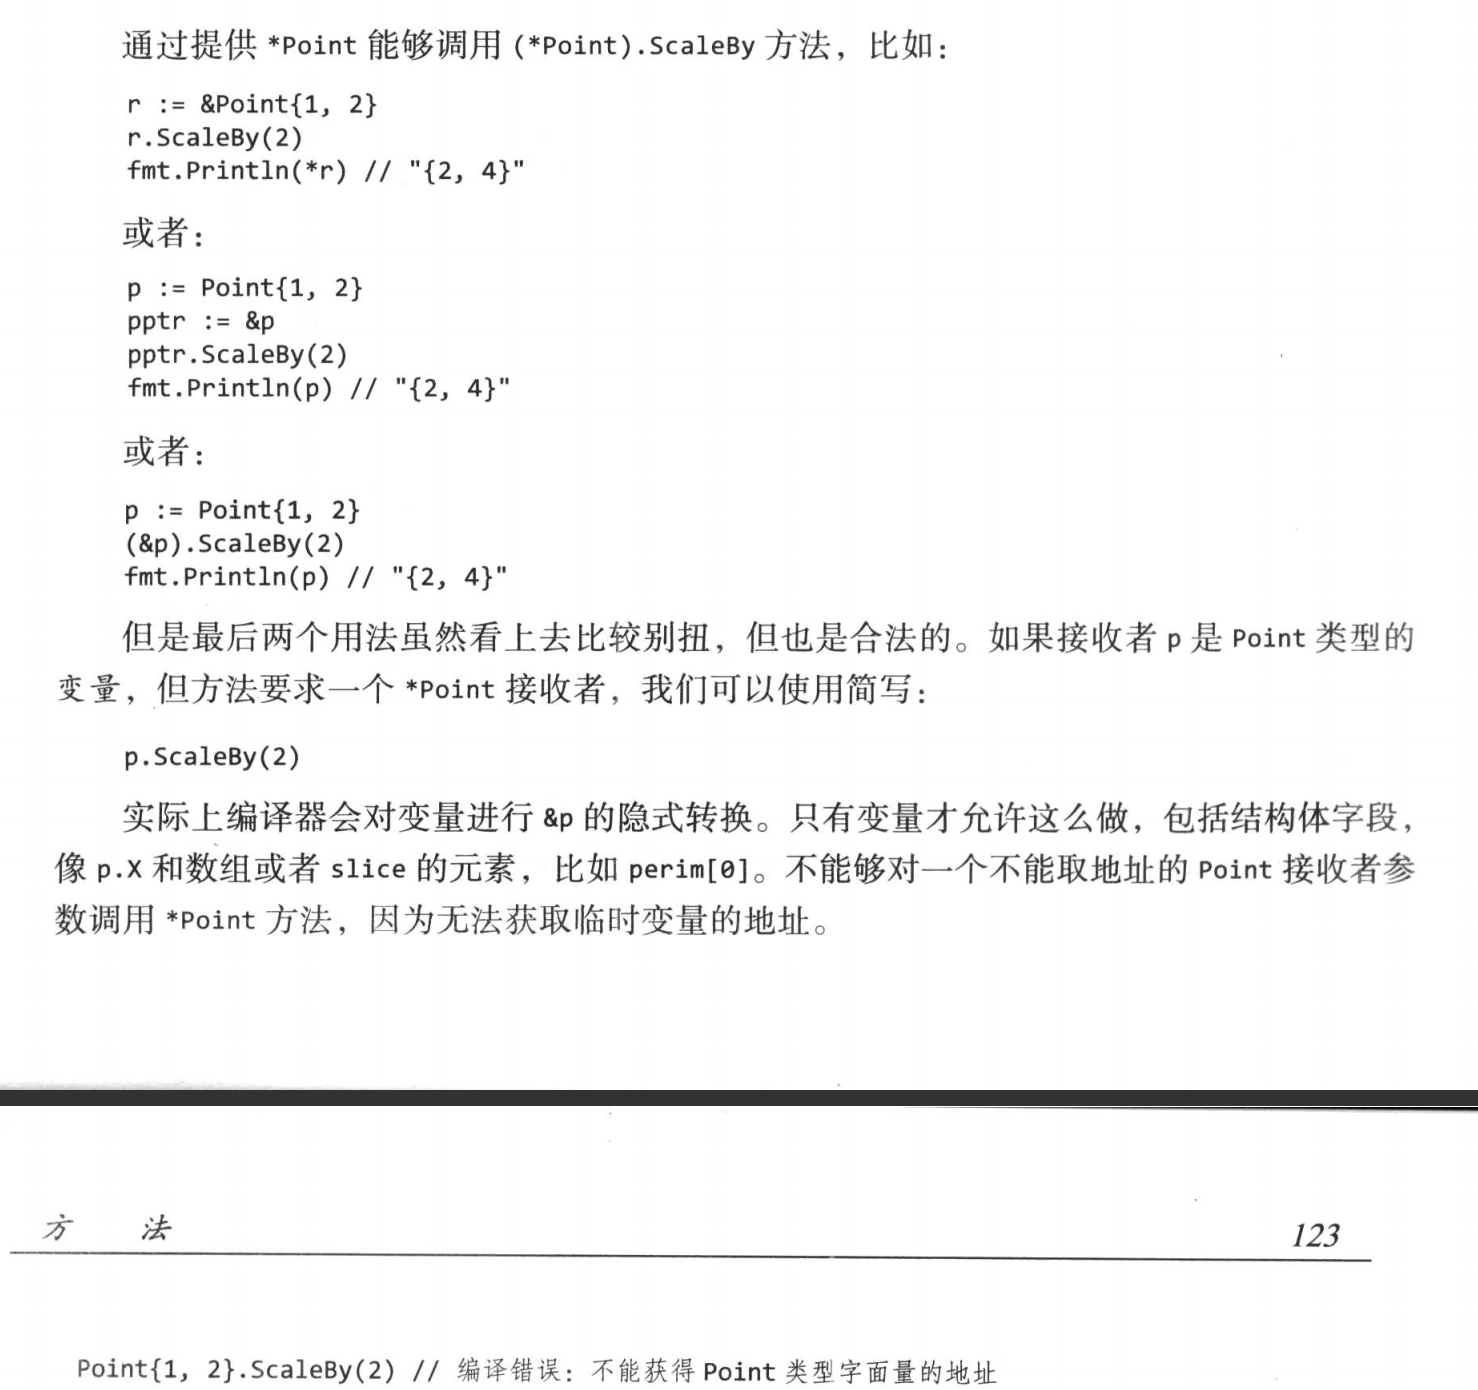 通过提供 *Point 能够调用 (*Point).ScaleBy 方法，比如：
r := &Point{1, 2}
r.ScaleBy(2)
fmt.Println(*r) // "{2, 4}"
或者：
p := Point{1, 2}
pptr := &p
pptr.ScaleBy(2)
fmt.Println(p) // "{2, 4}"
或者：
p := Point{1, 2}
(&p).ScaleBy(2)
fmt.Println(p) // "{2, 4}"
但是最后两个用法虽然看上去比较别扭，但也是合法的。如果接收者 p 是 Point 类型的
变量，但方法要求一个 *Point 接收者，我们可以使用简写：
p.ScaleBy(2)
实际上编译器会对变量进行 &p 的隐式转换。只有变量才允许这么做，包括结构体字段，
像 p.X 和数组或者 slice 的元素，比如 perim[0]。不能够对一个不能取地址的 Point 接收者参
数调用 *Point 方法，因为无法获取临时变量的地址。
方 法 123
Point{1, 2}.ScaleBy(2) // 编译错误：不能获得 Point 类型字面量的地址